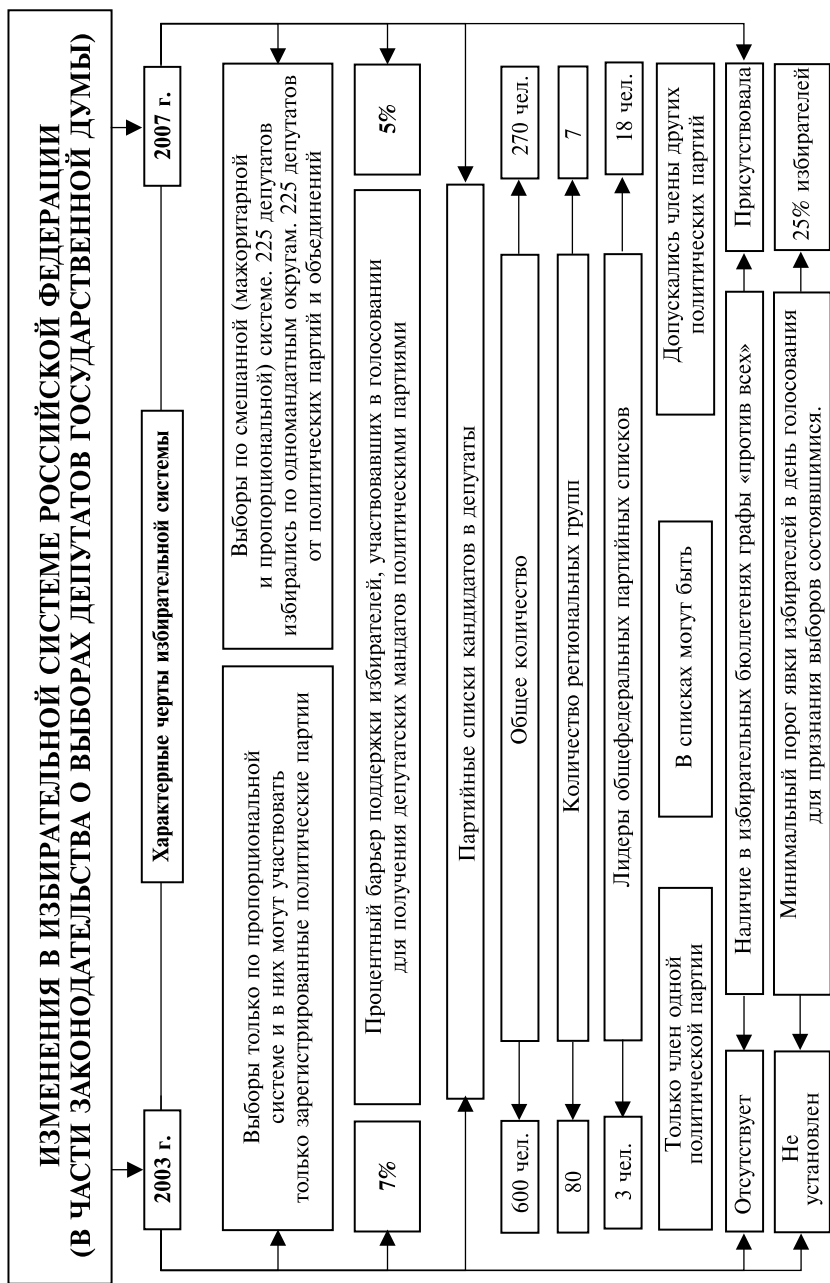 ИЗМЕНЕНИЯ В ИЗБИРАТЕЛЬНОЙ СИСТЕМЕ РОССИЙСКОЙ ФЕДЕРАЦИИ
(В ЧАСТИ ЗАКОНОДАТЕЛЬСТВА О ВЫБОРАХ ДЕПУТАТОВ ГОСУДАРСТВЕННОЙ ДУМЫ)
2003 г.
Характерные черты избирательной системы
2007 г.
Выборы только по пропорциональной
системе и в них могут участвовать
только зарегистрированные политические партии
Выборы по смешанной (мажоритарной
и пропорциональной) системе. 225 депутатов
избирались по одномандатным округам. 225 депутатов
от политических партий и объединений
7%
Процентный барьер поддержки избирателей, участвовавших в голосовании
для получения депутатских мандатов политическими партиями
5%
Партийные списки кандидатов в депутаты
600 чел.
Общее количество
270 чел.
80
Количество региональных групп
7
3 чел.
Лидеры общефедеральных партийных списков
18 чел.
Только член одной
политической партии
В списках могут быть
Допускались члены других
политических партий
Отсутствует
Наличие в избирательных бюллетенях графы «против всех»
Присутствовала
Не
установлен
Минимальный порог явки избирателей в день голосования
для признания выборов состоявшимися.
25% избирателей